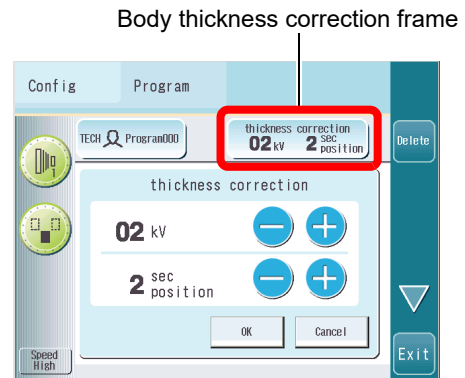 Body thickness correction frame
Config Program
TECH Program000
thickness correction
02 kV 2 sec position
Delete
thickness correction
02 kV
2 sec position
OK Cancel
Speed High
Exit